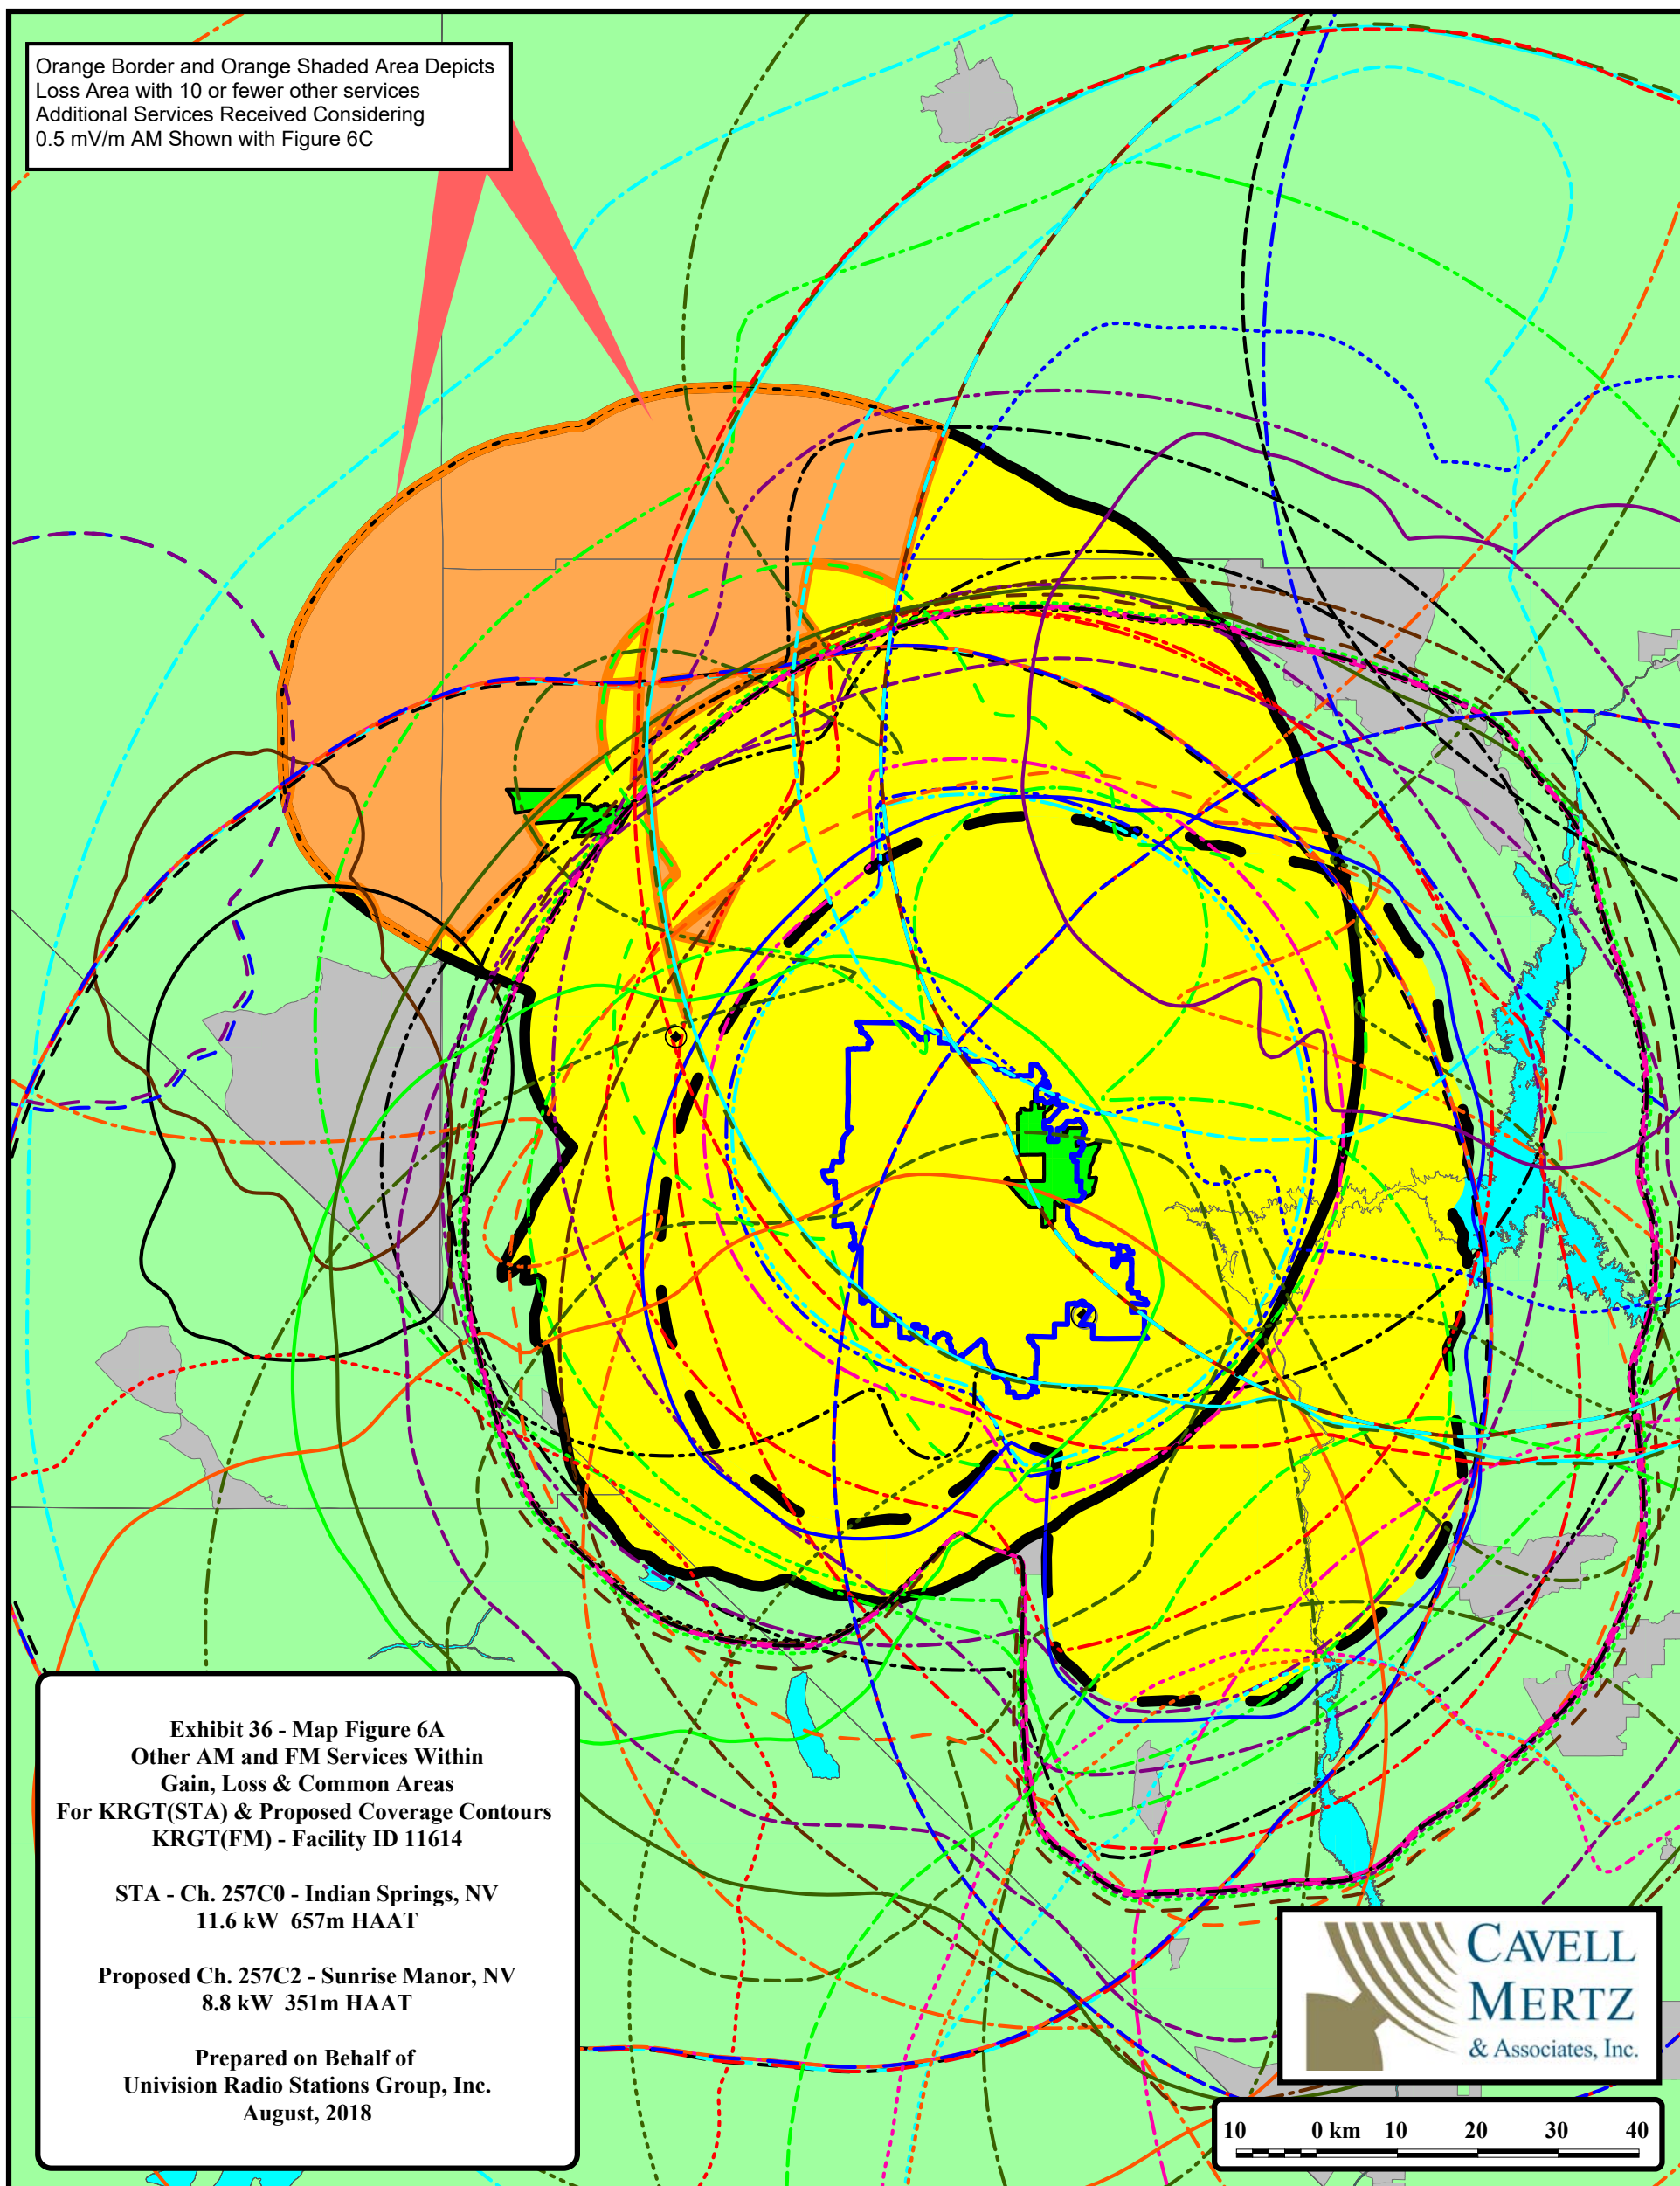 Orange Border and Orange Shaded Area Depicts
Loss Area with 10 or fewer other services
Additional Services Received Considering
0.5 mV/m AM Shown with Figure 6C
Exhibit 36 - Map Figure 6A
Other AM and FM Services Within
Gain, Loss & Common Areas
For KRGT(STA) & Proposed Coverage Contours
KRGT(FM) - Facility ID 11614
STA - Ch. 257C0 - Indian Springs, NV
11.6 kW 657m HAAT
Proposed Ch. 257C2 - Sunrise Manor, NV
8.8 kW 351m HAAT
Prepared on Behalf of
Univision Radio Stations Group, Inc.
August, 2018
CAVELL
MERTZ
& Associates, Inc.
10 0 km 10 20 30 40